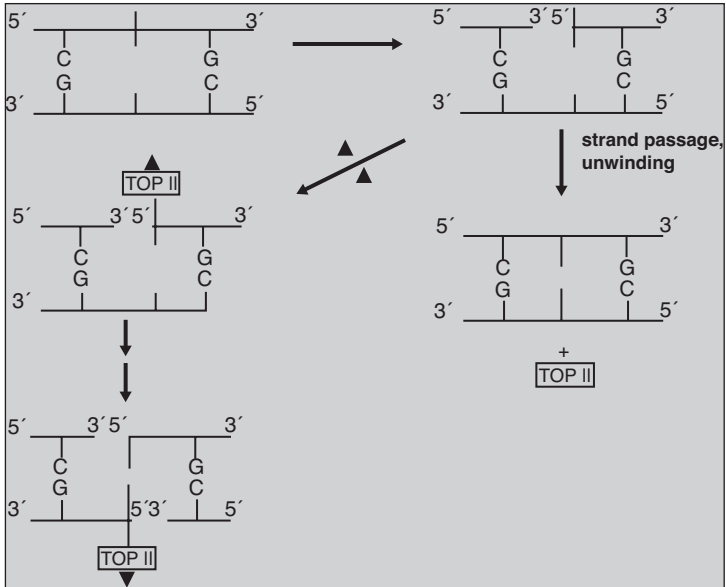 5´ 3´
C G
G C
3´ 5´
5´ 3´ 5´ 3´
C G
G C
3´ 5´
strand passage,
unwinding
TOP II
5´ 3´ 5´ 3´
C G
G C
3´
5´ 3´
C G
G C
3´ 5´
+
TOP II
5´ 3´ 5´ 3´
C G
G C
3´ 5´ 3´ 5´
TOP II